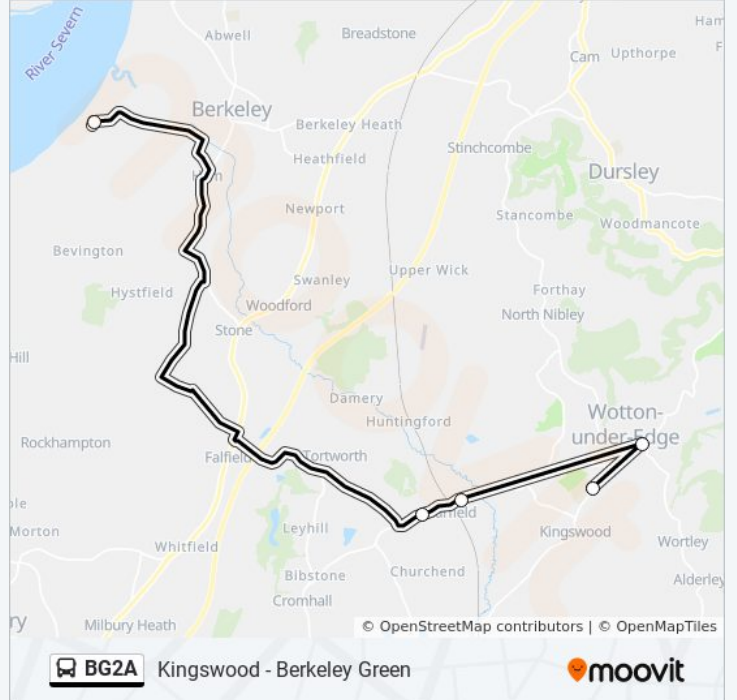 Ham
River Severn
Abwell
Breadstone
Cam
Upthorpe
F
Berkeley
Berkeley Heath
Stinchcombe
Heathfield
Dursley
Newport
Stancombe
Woodmancote
Bevington
Swanley
Upper Wick
Hystfield
Forthay
Woodford
North Nibley
Stone
Hill
Damery
Huntingford
Wotton-
under-Edge
Rockhampton
Falfield
Tortworth
ple
Morton
Leyhill
Kingswood
Whitfield
Wortley
Bibstone
Churchend
Alderley
Cromhall
ry
Milbury Heath
© OpenStreetMap contributors | © OpenMapTiles
BG2A
Kingswood - Berkeley Green
moovit